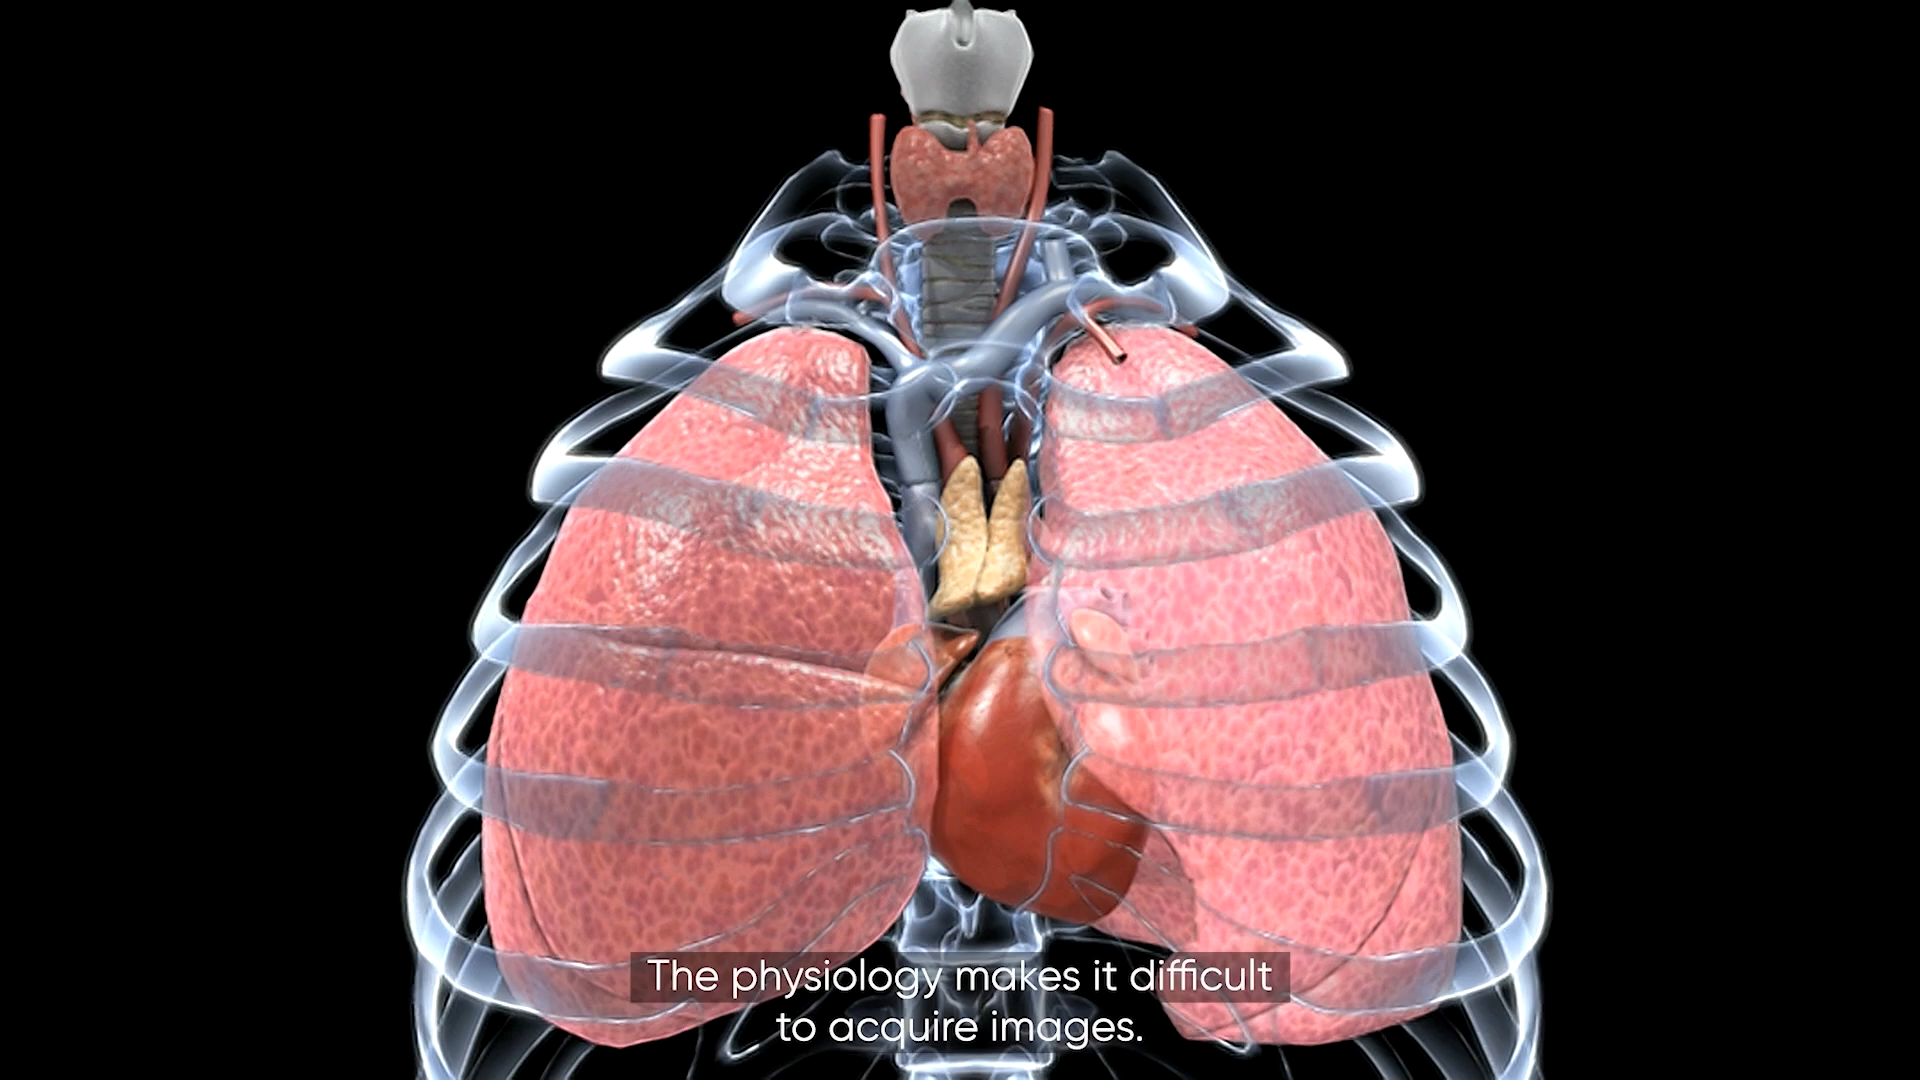 The physiology makes it difficult
to acquire images.